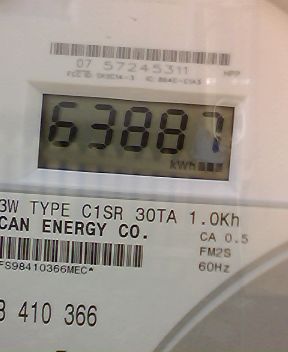 07 57245311
63887
kWh
3W TYPE C1SR 30TA 1.0Kh
CAN ENERGY CO.
CA 0.5
FM2S
FS98410366MEC*
60Hz
8 410 366